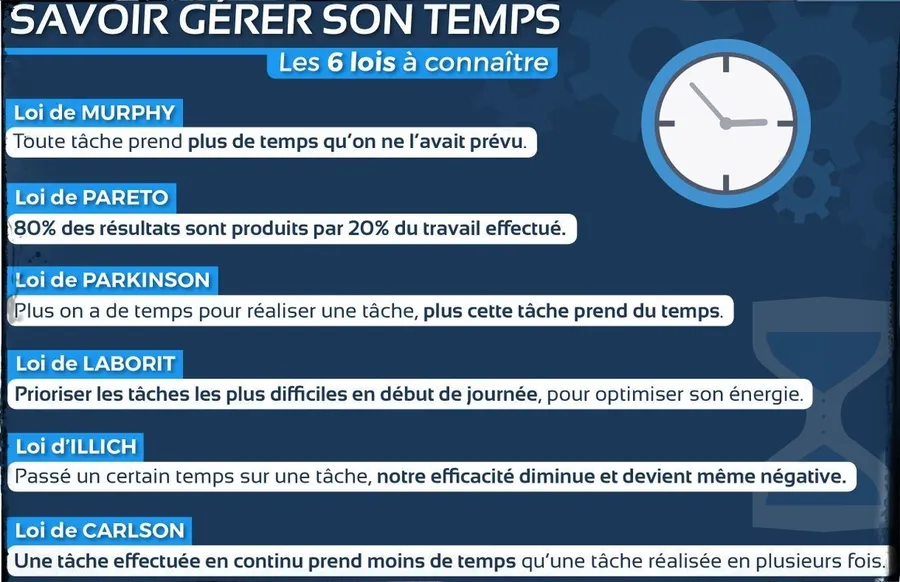 SAVOIR GÉRER SON TEMPS
Les 6 lois à connaître
Loi de MURPHY
Toute tâche prend plus de temps qu'on ne l'avait prévu.
Loi de PARETO
80% des résultats sont produits par 20% du travail effectué.
Loi de PARKINSON
Plus on a de temps pour réaliser une tâche, plus cette tâche prend du temps.
Loi de LABORIT
Prioriser les tâches les plus difficiles en début de journée, pour optimiser son énergie.
Loi d'ILLICH
Passé un certain temps sur une tâche, notre efficacité diminue et devient même négative.
Loi de CARLSON
Une tâche effectuée en continu prend moins de temps qu'une tâche réalisée en plusieurs fois.